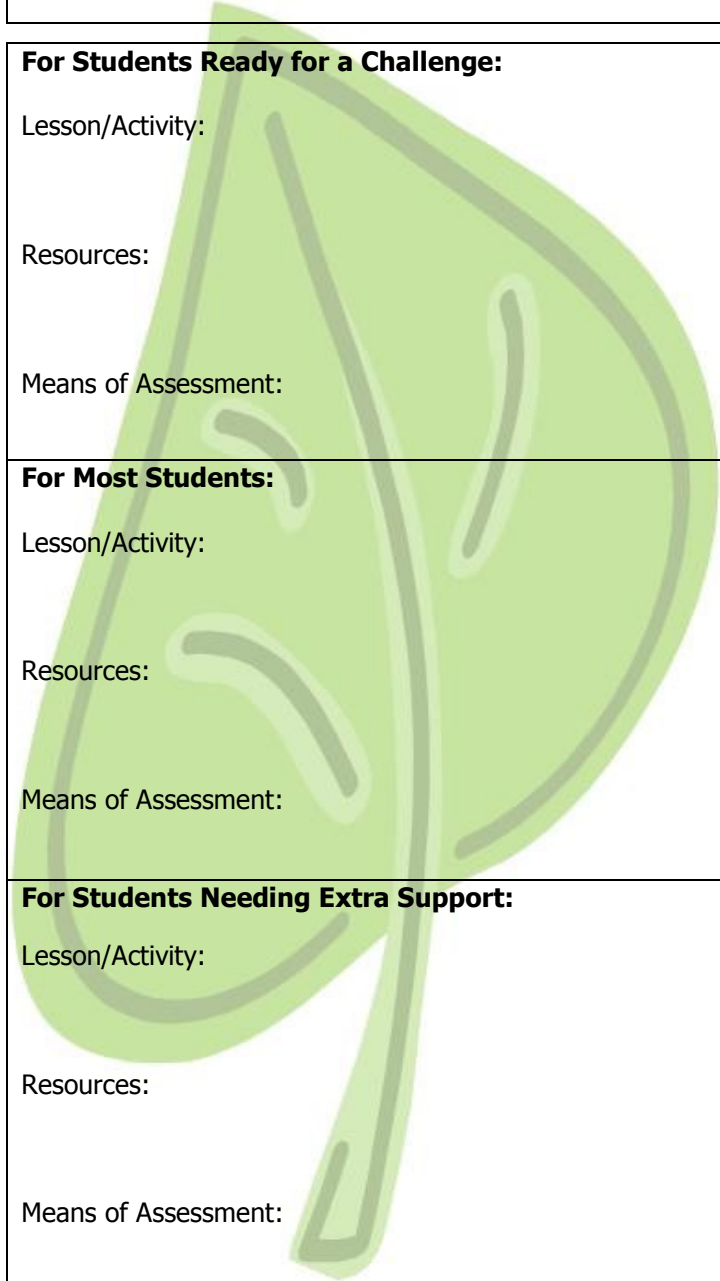 For Students Ready for a Challenge:
Lesson/Activity:
Resources:
Means of Assessment:
For Most Students:
Lesson/Activity:
Resources:
Means of Assessment:
For Students Needing Extra Support:
Lesson/Activity:
Resources:
Means of Assessment: